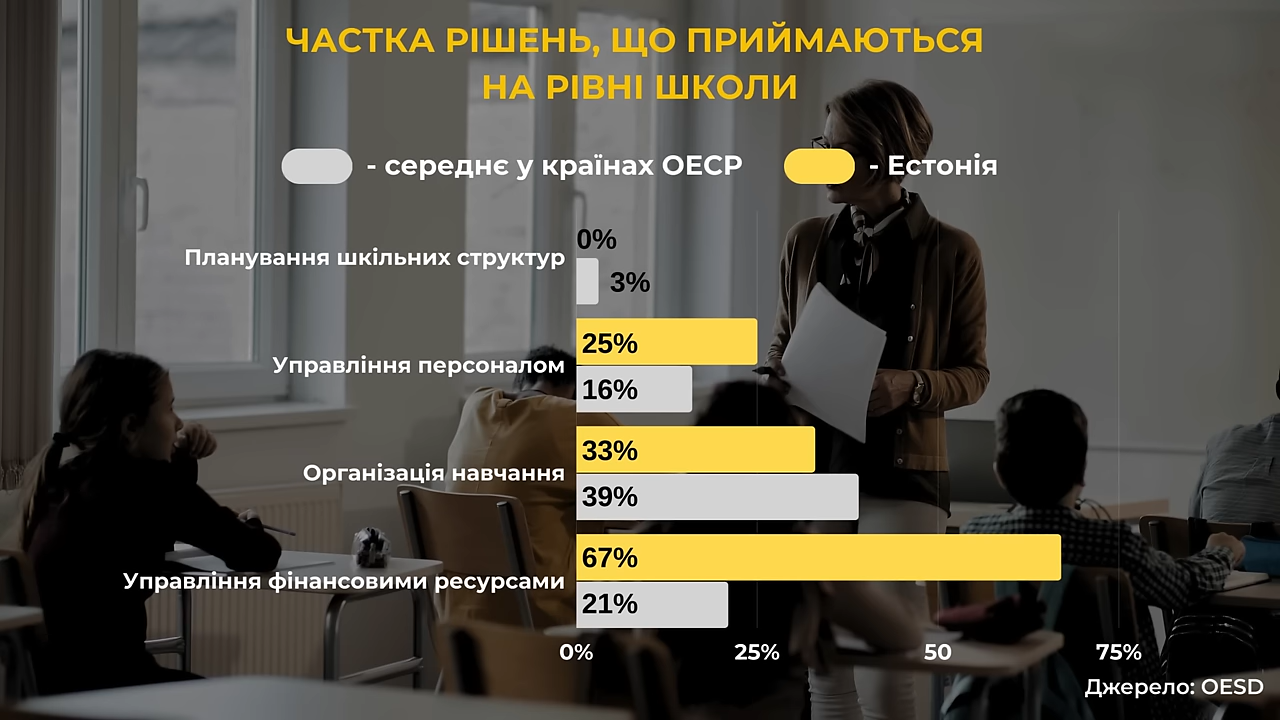 ЧАСТКА РІШЕНЬ, ЩО ПРИЙМАЮТЬСЯ
НА РІВНІ ШКОЛИ
- середнє у країнах ОЕСР
- Естонія
0%
Планування шкільних структур
3%
25%
Управління персоналом
16%
33%
Організація навчання
39%
67%
Управління фінансовими ресурсами
21%
0% 25% 50 75%
Джерело: OESD